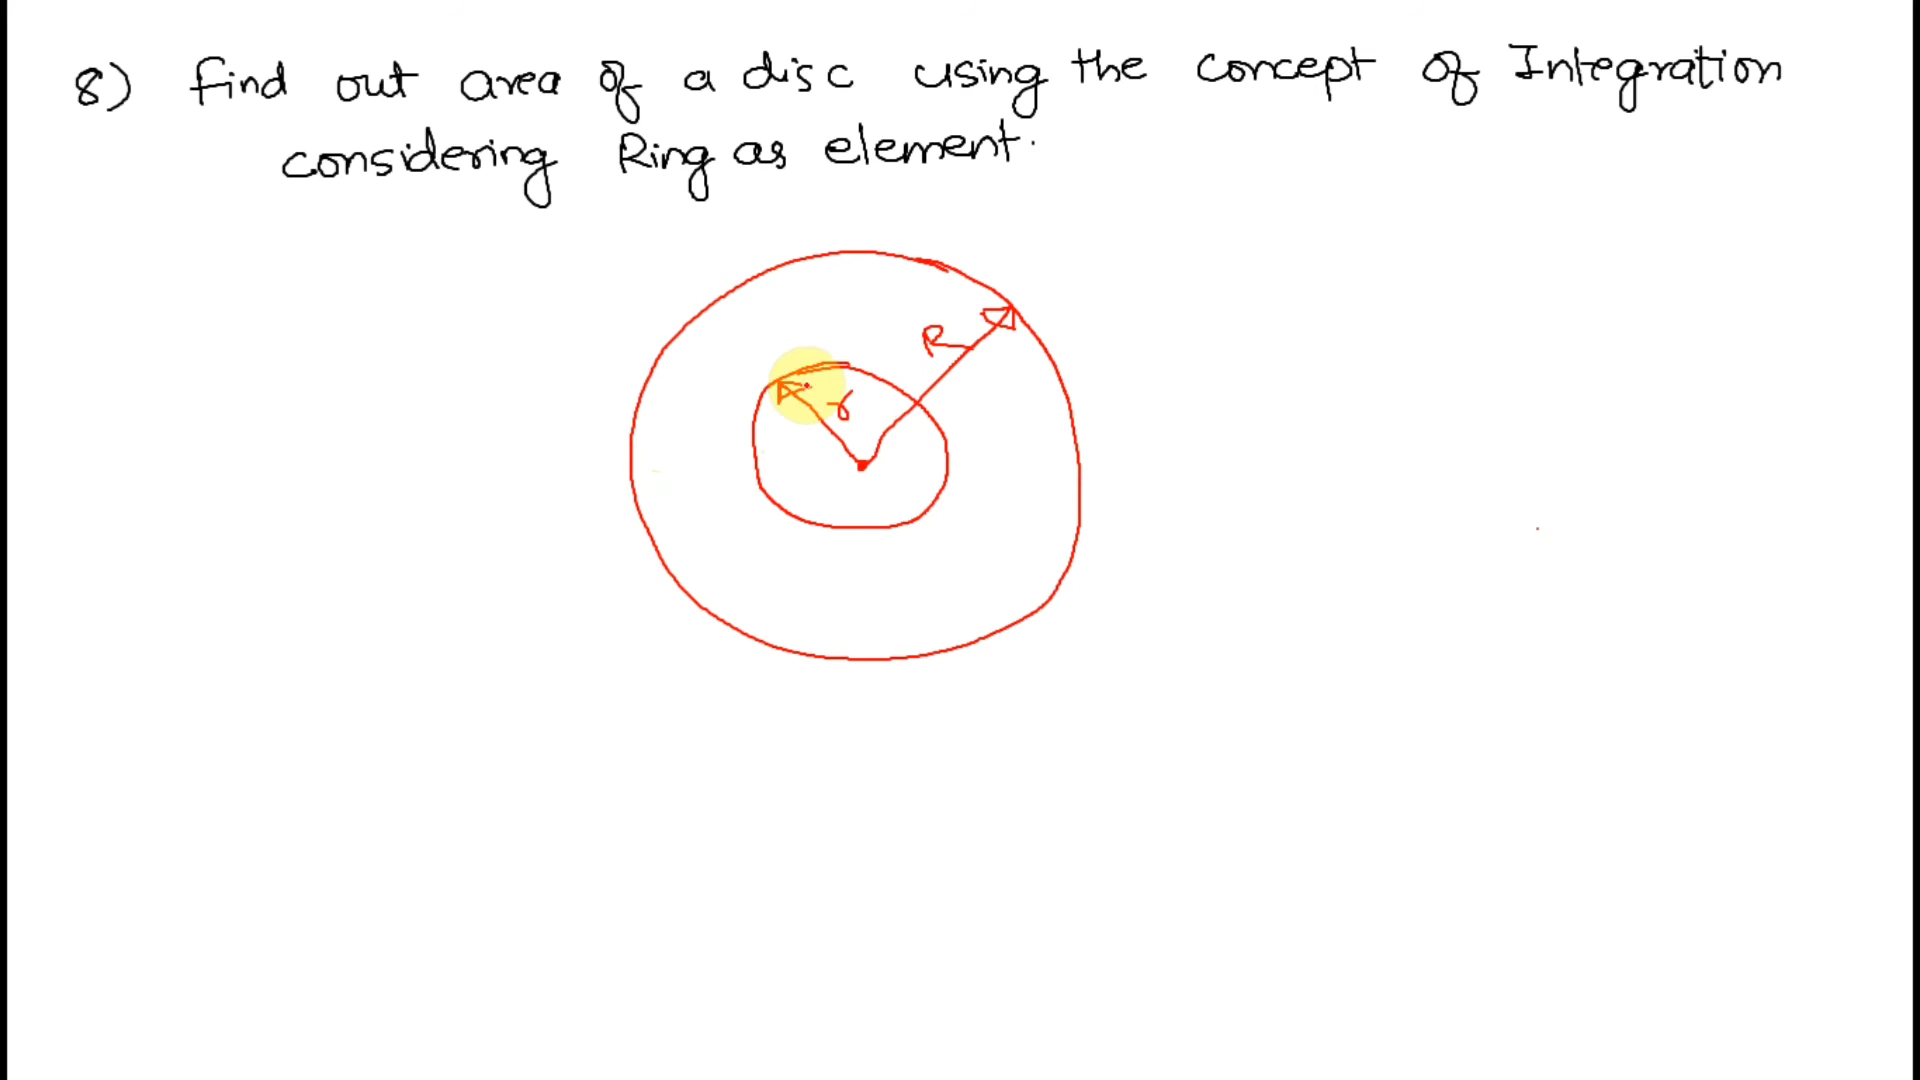 8) find out area of a disc using the concept of Integration
considering Ring as element.
R
r